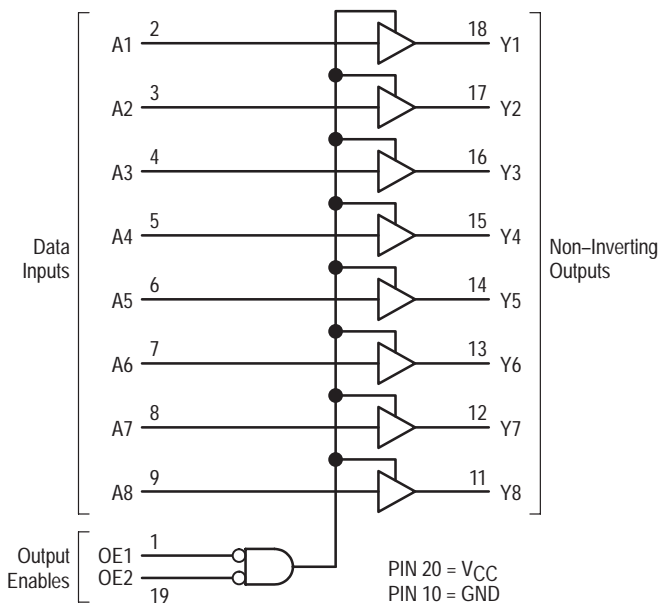 A1 2 18 Y1
A2 3 17 Y2
A3 4 16 Y3
A4 5 15 Y4
Data
Inputs
Non–Inverting
Outputs
A5 6 14 Y5
A6 7 13 Y6
A7 8 12 Y7
A8 9 11 Y8
Output
Enables
OE1 1
OE2 19
PIN 20 = VCC
PIN 10 = GND